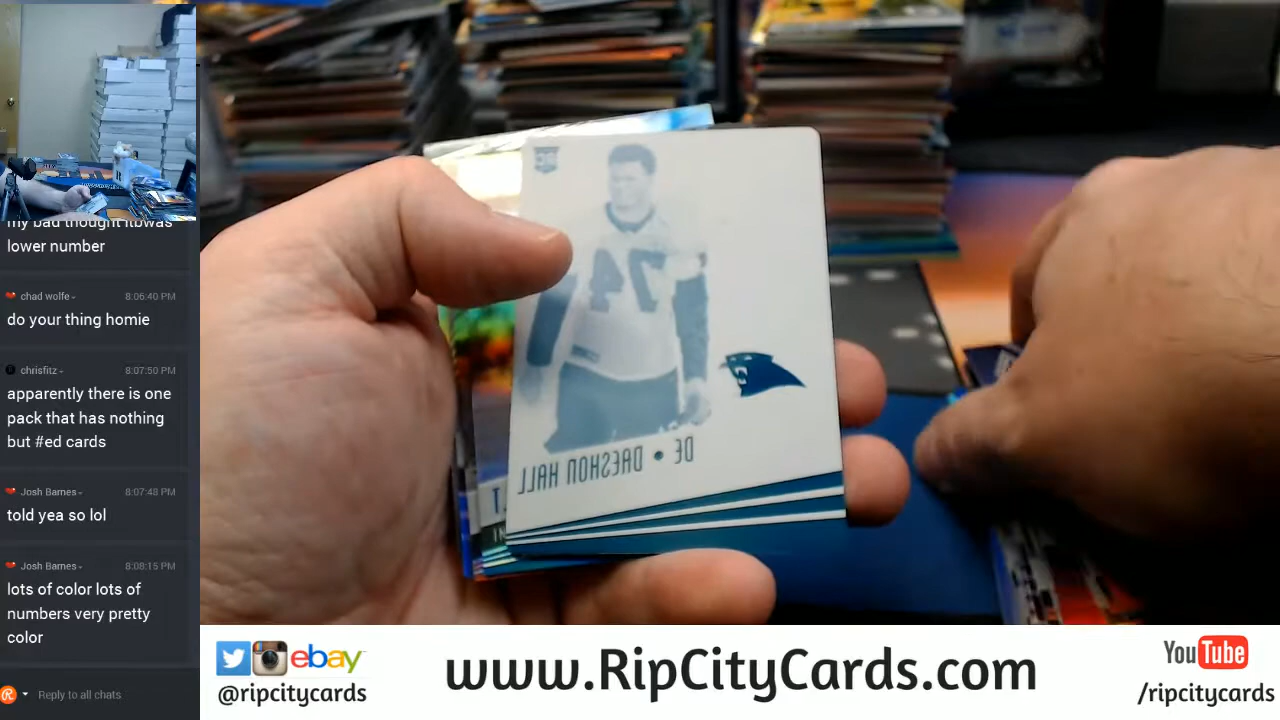 my bad thought itbwas
lower number
chad wolfe
8:06:40 PM
do your thing homie
chrisfitz
8:07:50 PM
apparently there is one
pack that has nothing
but #ed cards
Josh Barnes
8:07:48 PM
told yea so lol
Josh Barnes
8:08:15 PM
lots of color lots of
numbers very pretty
color
Reply to all chats
RC
74
DE • DAESHON HALL
ebay
@ripcitycards
www.RipCityCards.com
YouTube
/ripcitycards